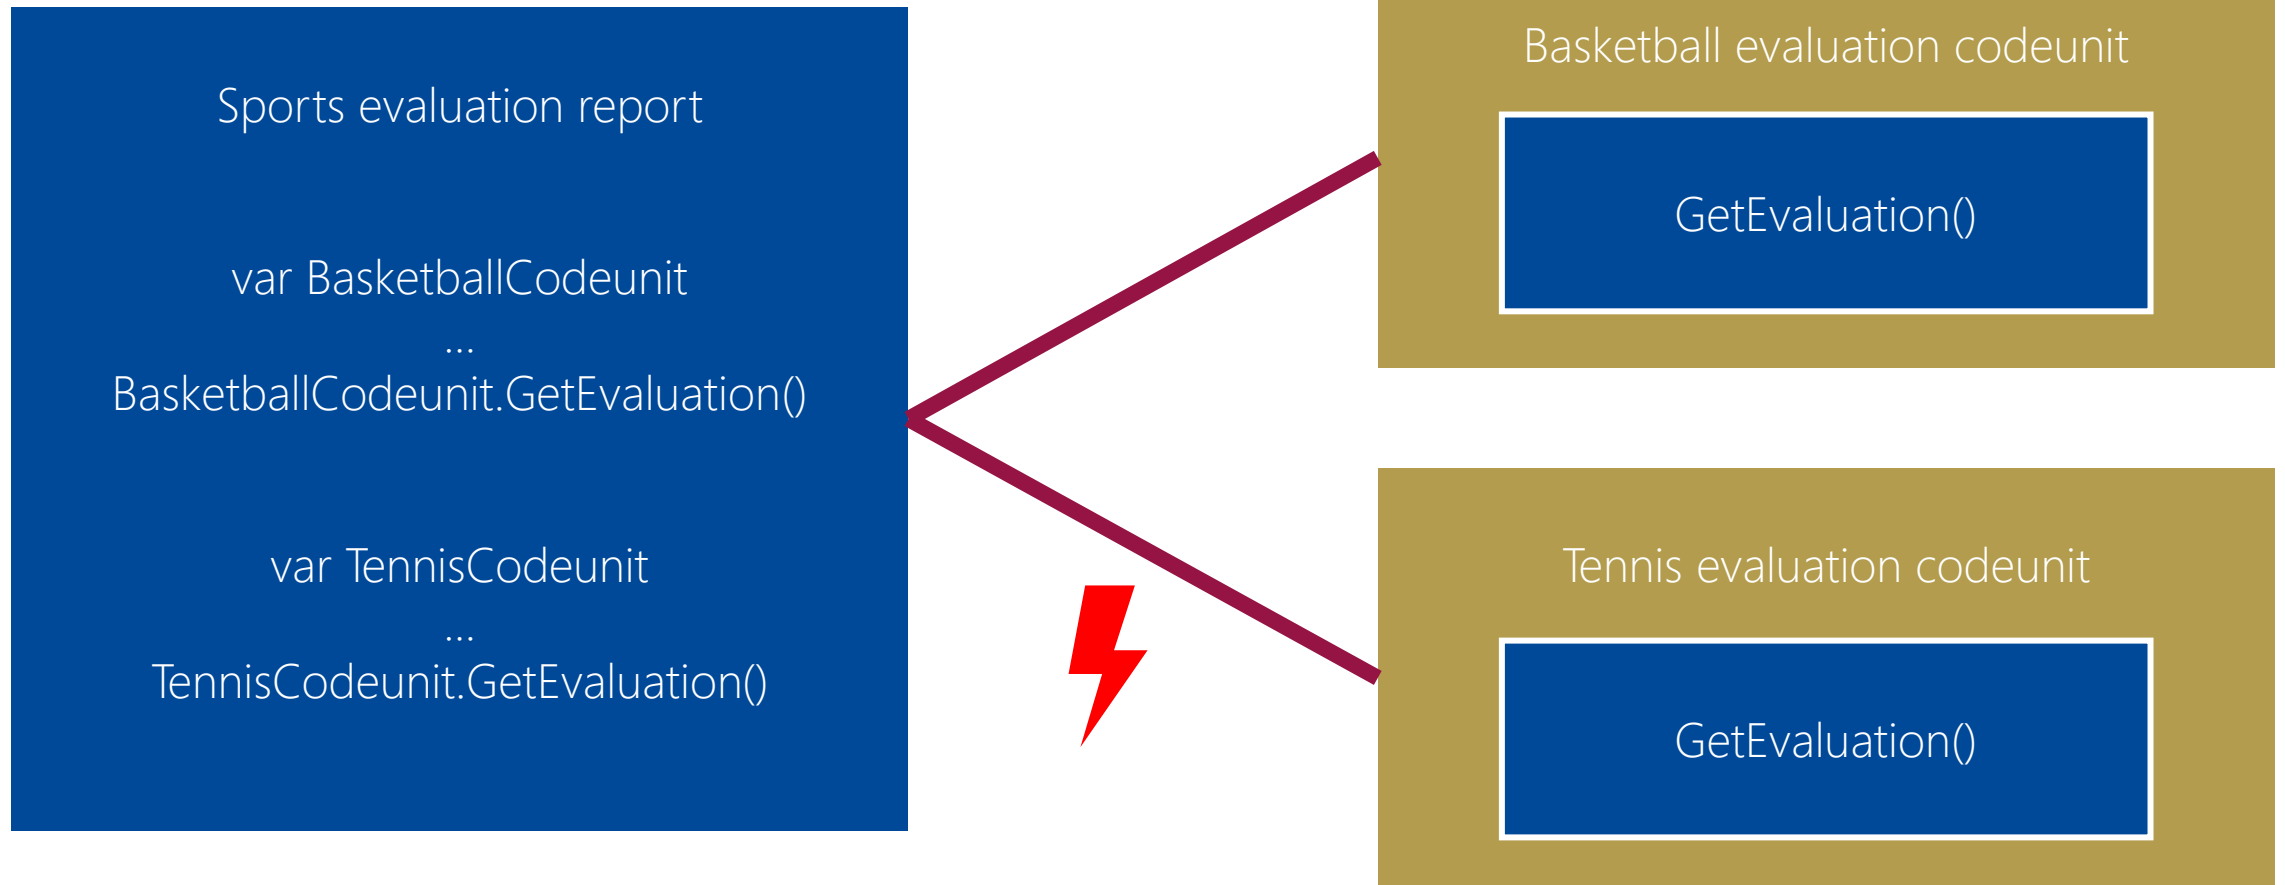 Sports evaluation report
var BasketballCodeunit
...
BasketballCodeunit.GetEvaluation()
var TennisCodeunit
...
TennisCodeunit.GetEvaluation()
Basketball evaluation codeunit
GetEvaluation()
Tennis evaluation codeunit
GetEvaluation()